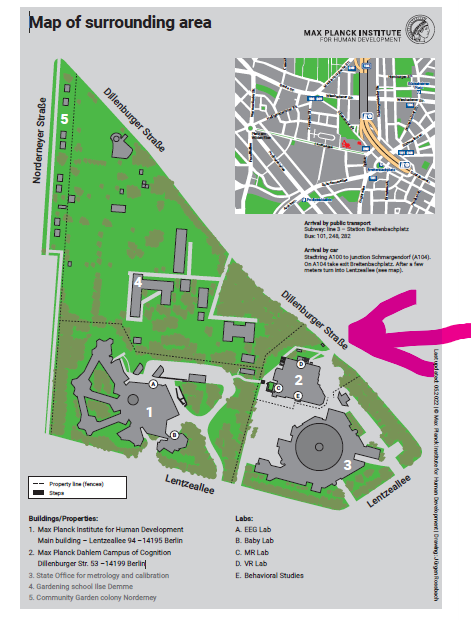 Map of surrounding area
MAX PLANCK INSTITUTE
FOR HUMAN DEVELOPMENT
Norderneyer Straße
Dillenburger Straße
5
4
Arrival by public transport
Subway: line 3 – Station Breitenbachplatz
Bus: 101, 248, 282
Arrival by car
Stadtring A100 to junction Schmargendorf (A104).
On A104 take exit Breitenbachplatz. After a few
meters turn into Lentzeallee (see map).
Dillenburger Straße
D
2
C
E
A
1
B
3
Lentzeallee
Lentzeallee
Property line (fences)
Steps
Last updated: 05.2022 | © Max Planck Institute for Human Development | Drawing: Jürgen Rossbach
Buildings/Properties:
1. Max Planck Institute for Human Development
Main building – Lentzeallee 94 –14195 Berlin
2. Max Planck Dahlem Campus of Cognition
Dillenburger Str. 53 –14199 Berlin
3. State Office for metrology and calibration
4. Gardening school Ilse Demme
5. Community Garden colony Norderney
Labs:
A. EEG Lab
B. Baby Lab
C. MR Lab
D. VR Lab
E. Behavioral Studies